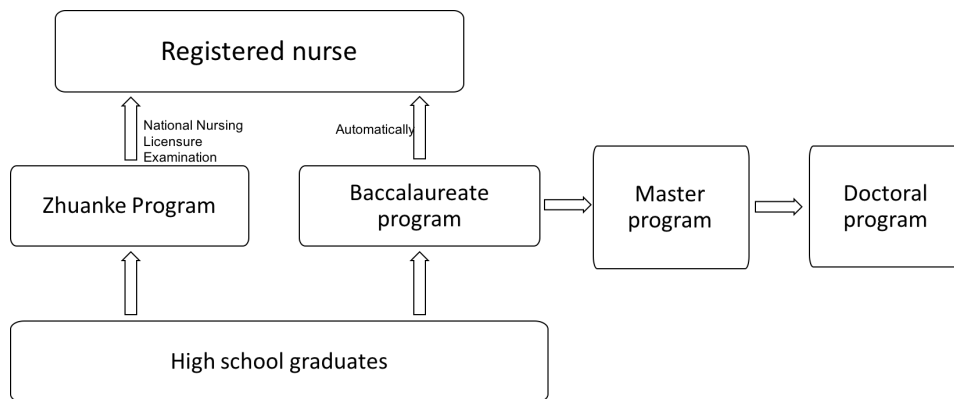 Registered nurse
National Nursing
Licensure
Examination
Automatically
Zhuanke Program
Baccalaureate
program
Master
program
Doctoral
program
High school graduates